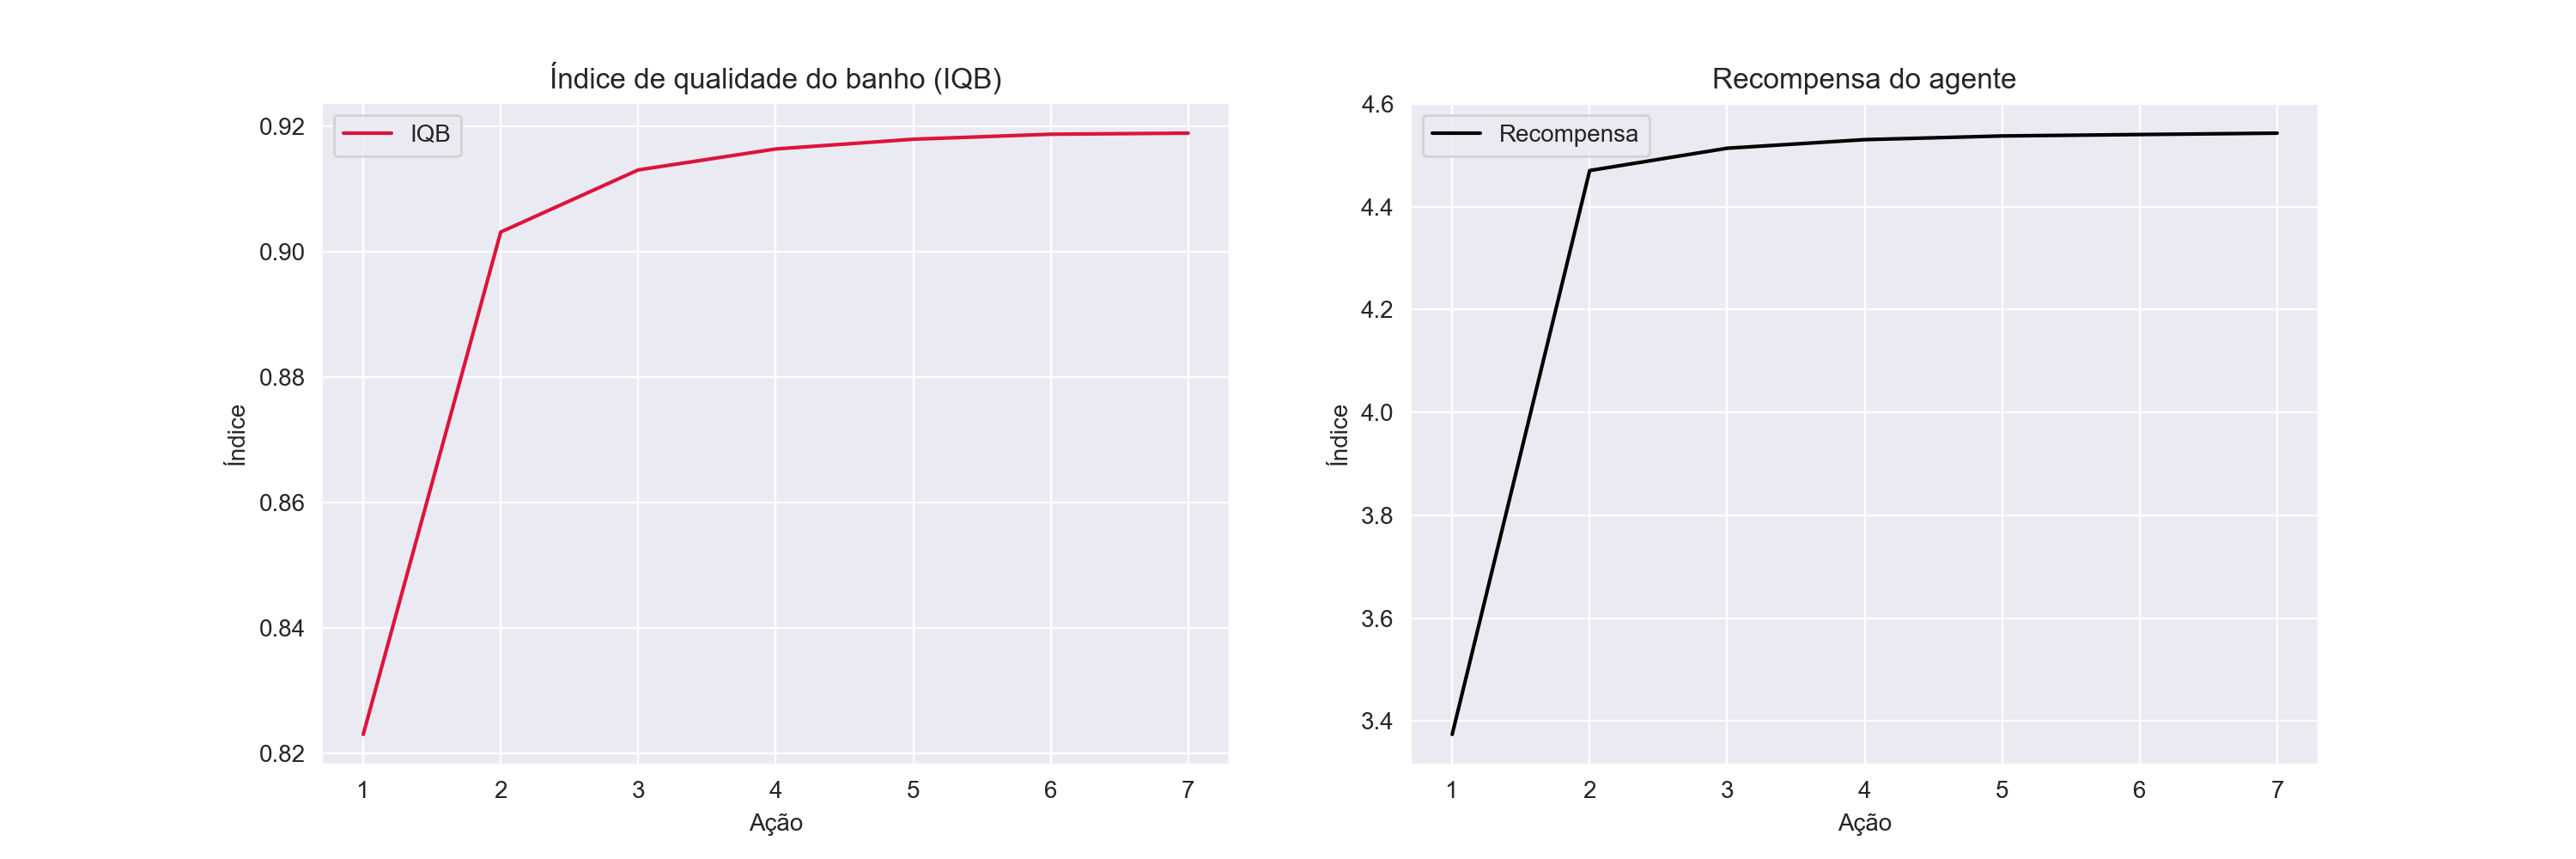 Índice de qualidade do banho (IQB)
IQB
0.92
0.90
0.88
0.86
0.84
0.82
Índice
1 2 3 4 5 6 7
Ação
Recompensa do agente
Recompensa
4.6
4.4
4.2
4.0
3.8
3.6
3.4
Índice
1 2 3 4 5 6 7
Ação